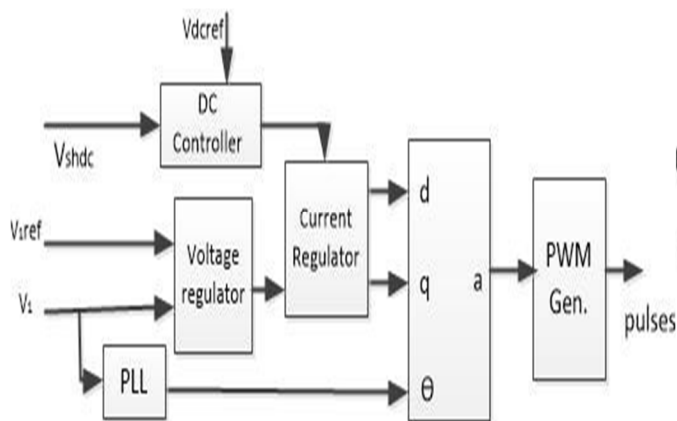 Vdcref
DC
Controller
Vshdc
V1ref
Voltage
regulator
Current
Regulator
V1
PLL
d
q
a
θ
PWM
Gen.
pulses